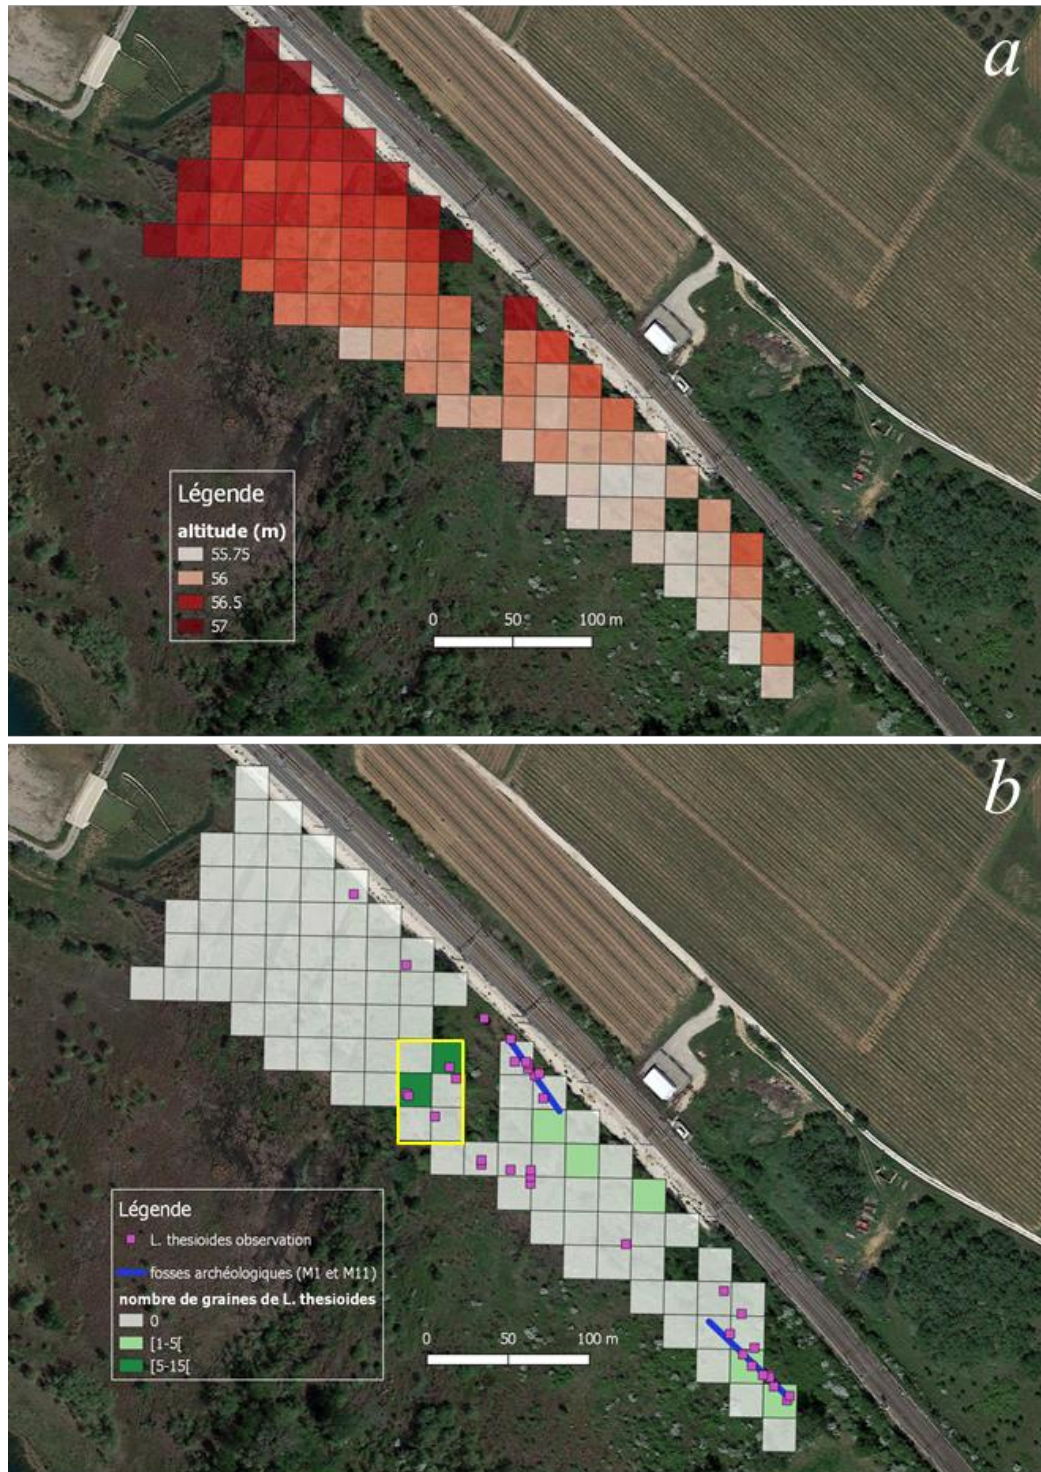 a
Légende
altitude (m)
55.75
56
56.5
57
0 50 100 m
b
Légende
L. thesioides observation
fosses archéologiques (M1 et M11)
nombre de graines de L. thesioides
0
[1-5[
[5-15[
0 50 100 m